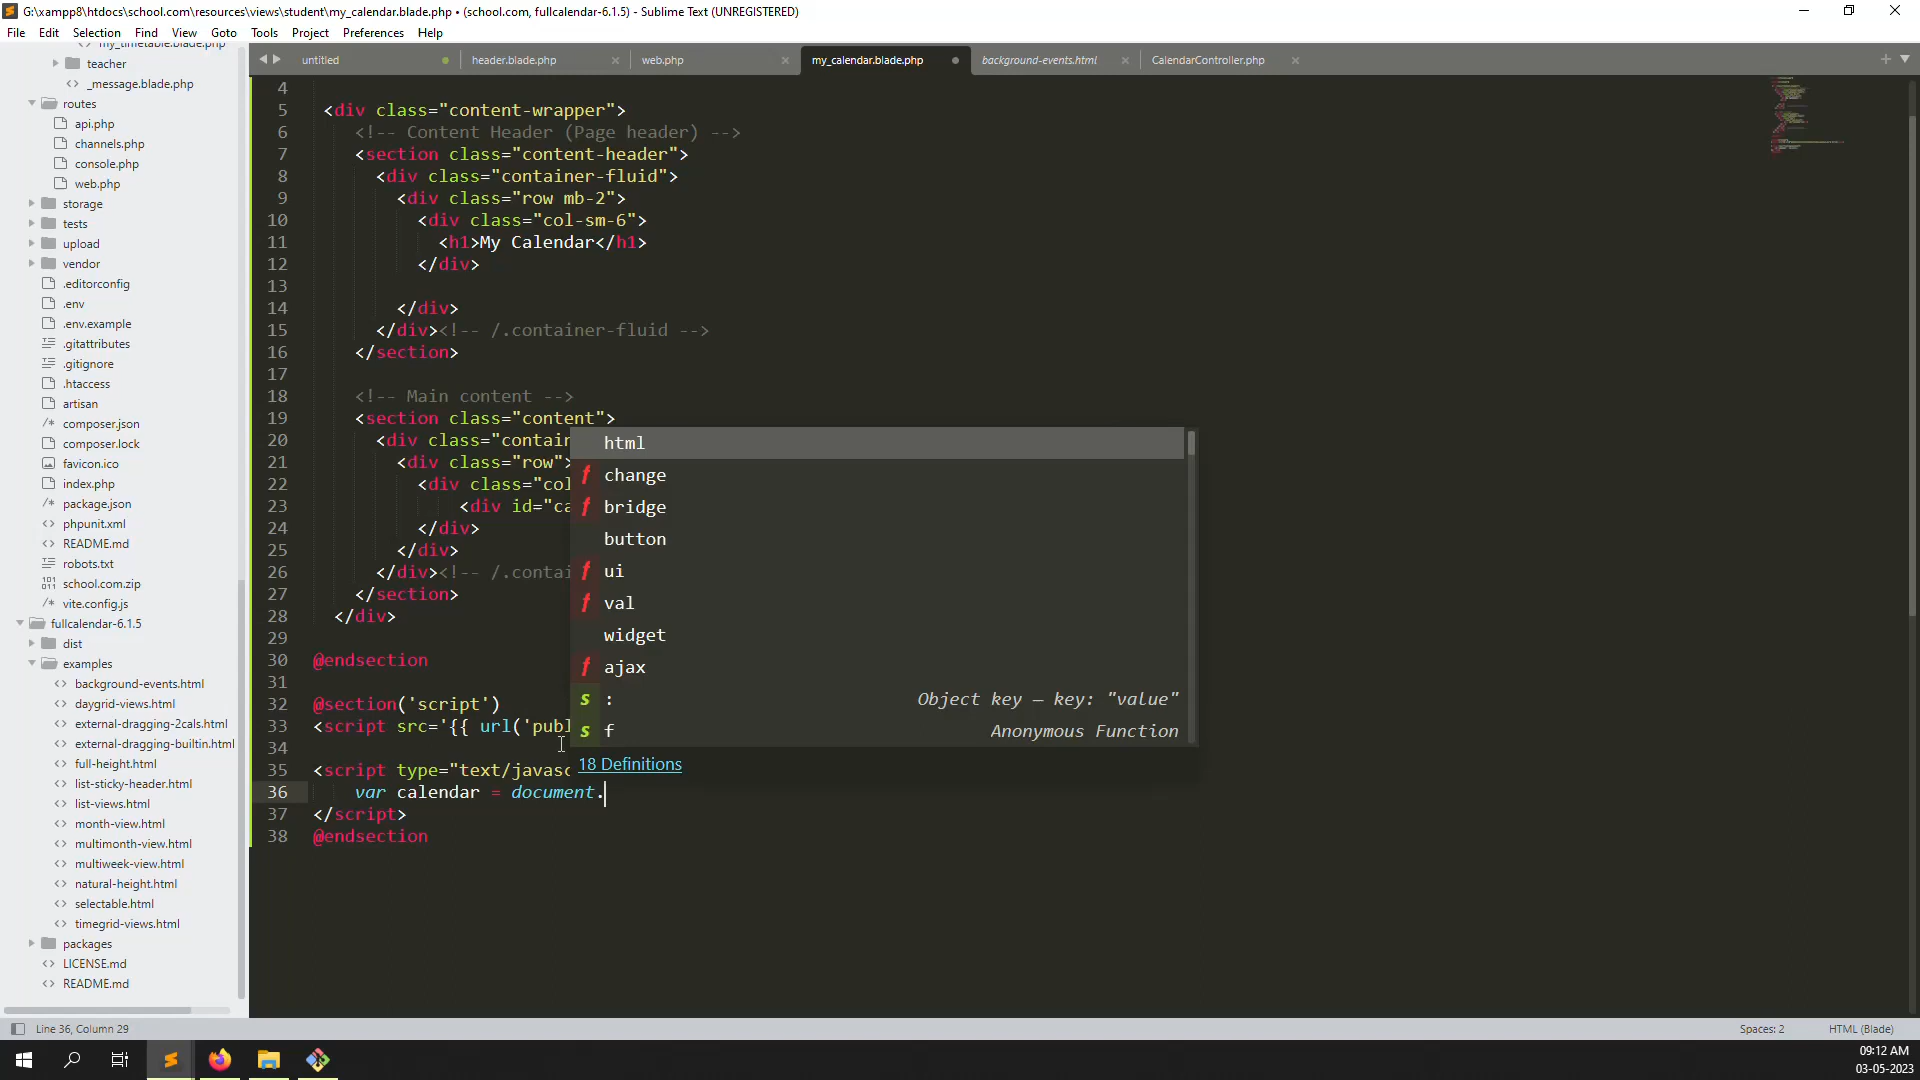 G:\xampp8\htdocs\school.com\resources\views\student\my_calendar.blade.php • (school.com, fullcalendar-6.1.5) - Sublime Text (UNREGISTERED)
File Edit Selection Find View Goto Tools Project Preferences Help
my_timetable.blade.php
teacher
_message.blade.php
routes
api.php
channels.php
console.php
web.php
storage
tests
upload
vendor
.editorconfig
.env
.env.example
.gitattributes
.gitignore
.htaccess
artisan
composer.json
composer.lock
favicon.ico
index.php
package.json
phpunit.xml
README.md
robots.txt
school.com.zip
vite.config.js
fullcalendar-6.1.5
dist
examples
background-events.html
daygrid-views.html
external-dragging-2cals.html
external-dragging-builtin.html
full-height.html
list-sticky-header.html
list-views.html
month-view.html
multimonth-view.html
multiweek-view.html
natural-height.html
selectable.html
timegrid-views.html
packages
LICENSE.md
README.md
untitled header.blade.php web.php my_calendar.blade.php background-events.html CalendarController.php
4
5 <div class="content-wrapper">
6 <!-- Content Header (Page header) -->
7 <section class="content-header">
8 <div class="container-fluid">
9 <div class="row mb-2">
10 <div class="col-sm-6">
11 <h1>My Calendar</h1>
12 </div>
13
14 </div>
15 </div><!-- /.container-fluid -->
16 </section>
17
18 <!-- Main content -->
19 <section class="content">
20 <div class="contain
21 <div class="row">
22 <div class="col
23 <div id="ca
24 </div>
25 </div>
26 </div><!-- /.contai
27 </section>
28 </div>
29
30 @endsection
31
32 @section('script')
33 <script src='{{ url('publ
34
35 <script type="text/javasc
36 var calendar = document.
37 </script>
38 @endsection
html
f change
f bridge
button
f ui
f val
widget
f ajax
s : Object key — key: "value"
s f Anonymous Function
18 Definitions
Line 36, Column 29 Spaces: 2 HTML (Blade)
09:12 AM
03-05-2023